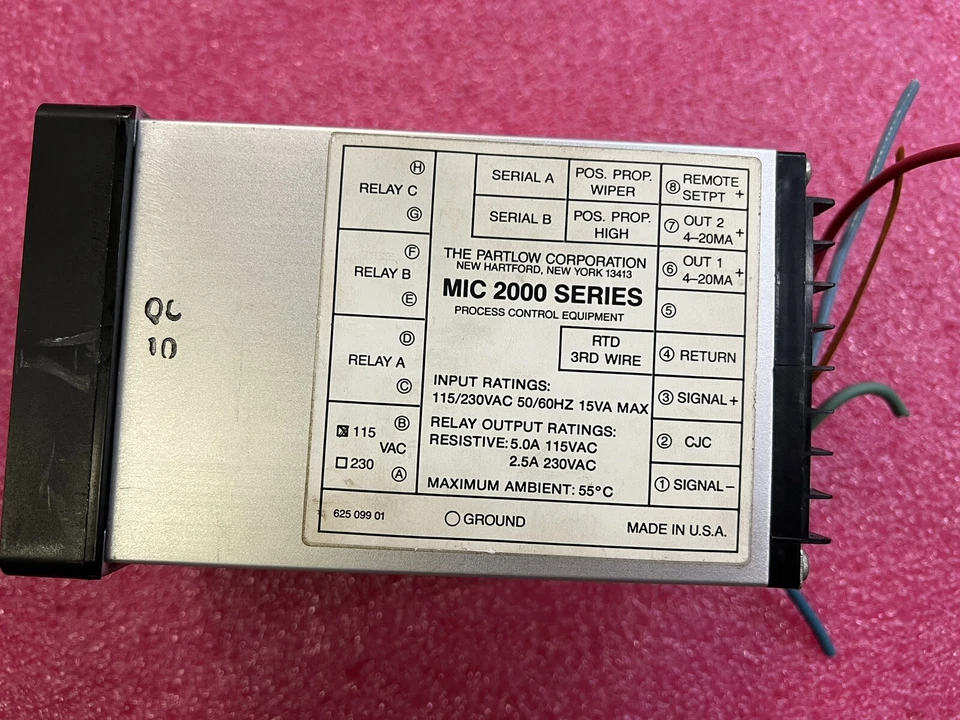 QC
10
Ⓗ
RELAY C
Ⓖ
Ⓕ
RELAY B
Ⓔ
Ⓓ
RELAY A
Ⓒ
Ⓑ
☒ 115
VAC
☐ 230
Ⓐ
SERIAL A
POS. PROP.
WIPER
SERIAL B
POS. PROP.
HIGH
THE PARTLOW CORPORATION
NEW HARTFORD, NEW YORK 13413
MIC 2000 SERIES
PROCESS CONTROL EQUIPMENT
RTD
3RD WIRE
INPUT RATINGS:
115/230VAC 50/60HZ 15VA MAX
RELAY OUTPUT RATINGS:
RESISTIVE: 5.0A 115VAC
2.5A 230VAC
MAXIMUM AMBIENT: 55°C
⑧ REMOTE
SETPT +
⑦ OUT 2
4-20MA +
⑥ OUT 1
4-20MA +
⑤
④ RETURN
③ SIGNAL+
② CJC
① SIGNAL-
625 099 01
GROUND
MADE IN U.S.A.